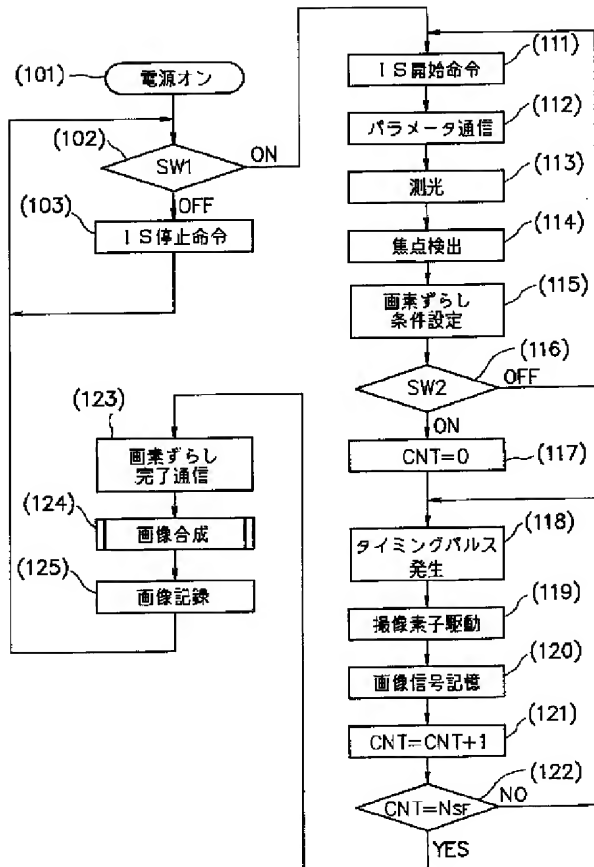 (101)
電源オン
(102)
SW1
ON
OFF
(103)
IS停止命令
(111)
IS開始命令
(112)
パラメータ通信
(113)
測光
(114)
焦点検出
(115)
画素ずらし
条件設定
(116)
SW2
OFF
ON
CNT=0
(117)
(118)
タイミングパルス
発生
(119)
撮像素子駆動
(120)
画像信号記憶
(121)
CNT=CNT+1
(122)
CNT=NSF
NO
YES
(123)
画素ずらし
完了通信
(124)
画像合成
(125)
画像記録